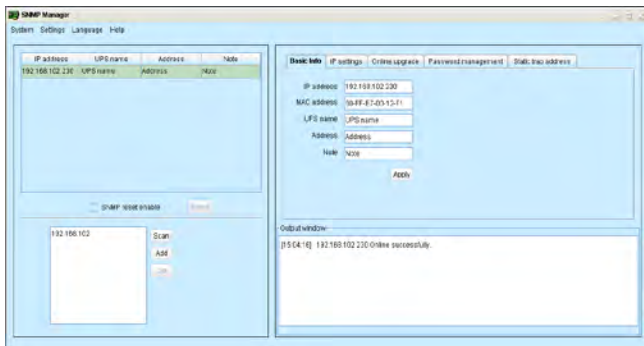 SNMP Manager
System Settings Language Help
IP address UPS name Address Note
192.168.102.230 UPS name Address Note
SNMP reset enable
192.168.102
Scan
Add
Basic Info IP settings Online upgrade Password management Static trap address
IP address 192.168.102.230
MAC address
UPS name UPS name
Address Address
Note Note
Apply
Output window
[15:04:16] 192.168.102.230 Online successfully.